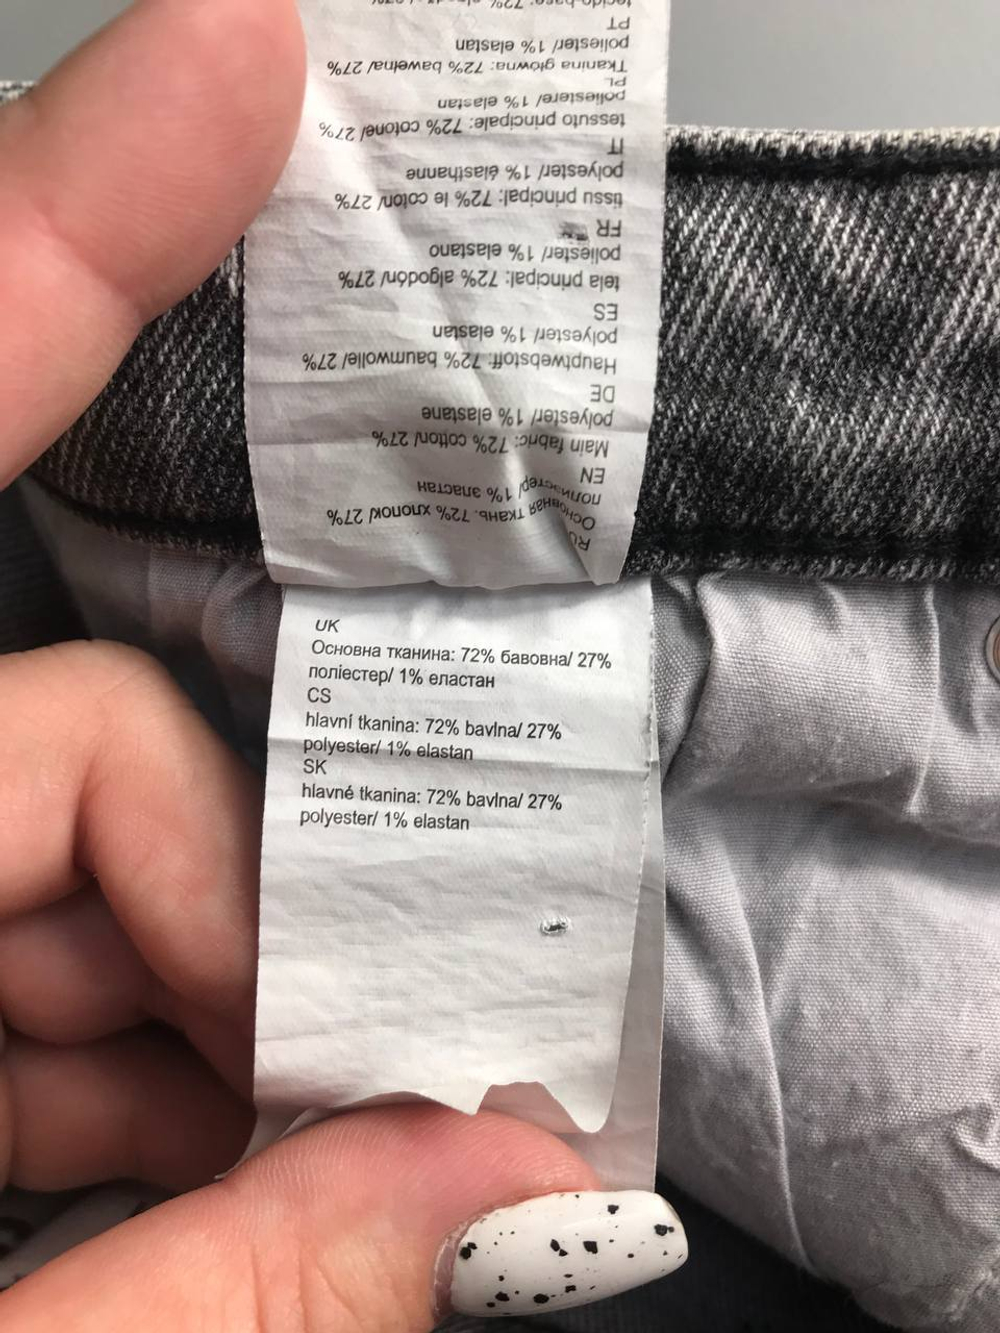 RU
Основная ткань: 72% хлопок/ 27%
полиэстер/ 1% эластан
EN
Main fabric: 72% cotton/ 27%
polyester/ 1% elastane
DE
Hauptwebstoff: 72% baumwolle/ 27%
polyester/ 1% elastan
ES
tela principal: 72% algodón/ 27%
poliester/ 1% elastano
FR
tissu principal: 72% le coton/ 27%
polyester/ 1% élasthanne
IT
tessuto principale: 72% cotone/ 27%
poliestere/ 1% elastan
PL
Tkanina główna: 72% bawełna/ 27%
poliester/ 1% elastan
PT
UK
Основна тканина: 72% бавовна/ 27%
поліестер/ 1% еластан
CS
hlavní tkanina: 72% bavlna/ 27%
polyester/ 1% elastan
SK
hlavné tkanina: 72% bavlna/ 27%
polyester/ 1% elastan